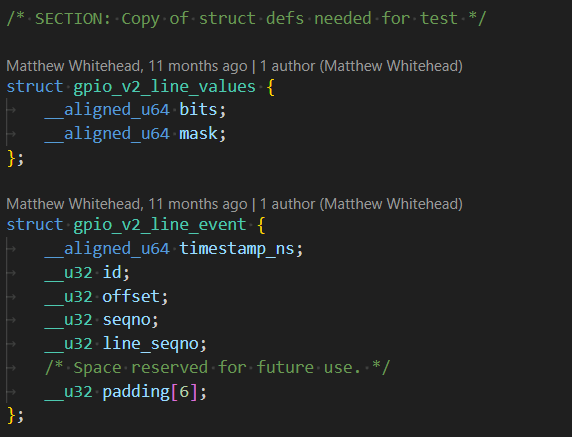 /* SECTION: Copy of struct defs needed for test */
Matthew Whitehead, 11 months ago | 1 author (Matthew Whitehead)
struct gpio_v2_line_values {
__aligned_u64 bits;
__aligned_u64 mask;
};
Matthew Whitehead, 11 months ago | 1 author (Matthew Whitehead)
struct gpio_v2_line_event {
__aligned_u64 timestamp_ns;
__u32 id;
__u32 offset;
__u32 seqno;
__u32 line_seqno;
/* Space reserved for future use. */
__u32 padding[6];
};